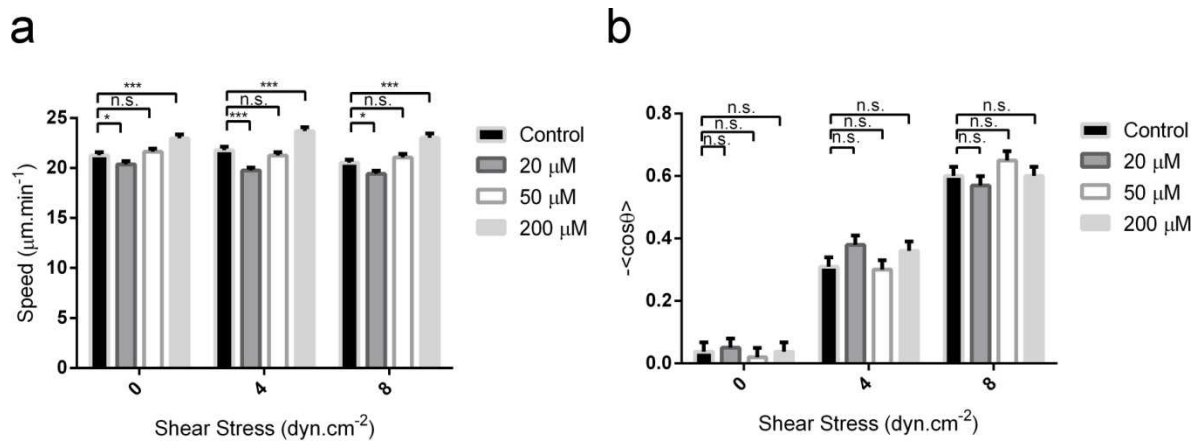 a
***
n.s.
*
***
n.s.
***
***
n.s.
*
25
20
15
10
5
0
Speed (μm.min⁻¹)
0
4
8
Shear Stress (dyn.cm⁻²)
Control
20 μM
50 μM
200 μM
b
n.s.
n.s.
n.s.
n.s.
n.s.
n.s.
n.s.
n.s.
n.s.
0.8
0.6
0.4
0.2
0.0
-<cosθ>
0
4
8
Shear Stress (dyn.cm⁻²)
Control
20 μM
50 μM
200 μM